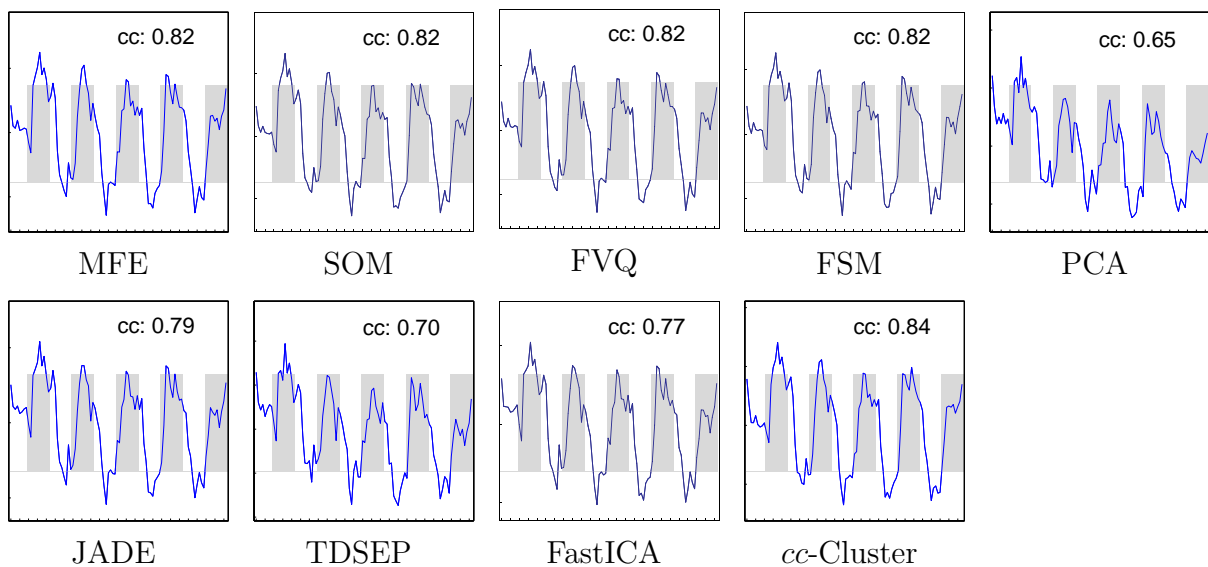 cc: 0.82 cc: 0.82 cc: 0.82 cc: 0.82 cc: 0.65
MFE SOM FVQ FSM PCA
cc: 0.79 cc: 0.70 cc: 0.77 cc: 0.84
JADE TDSEP FastICA cc-Cluster